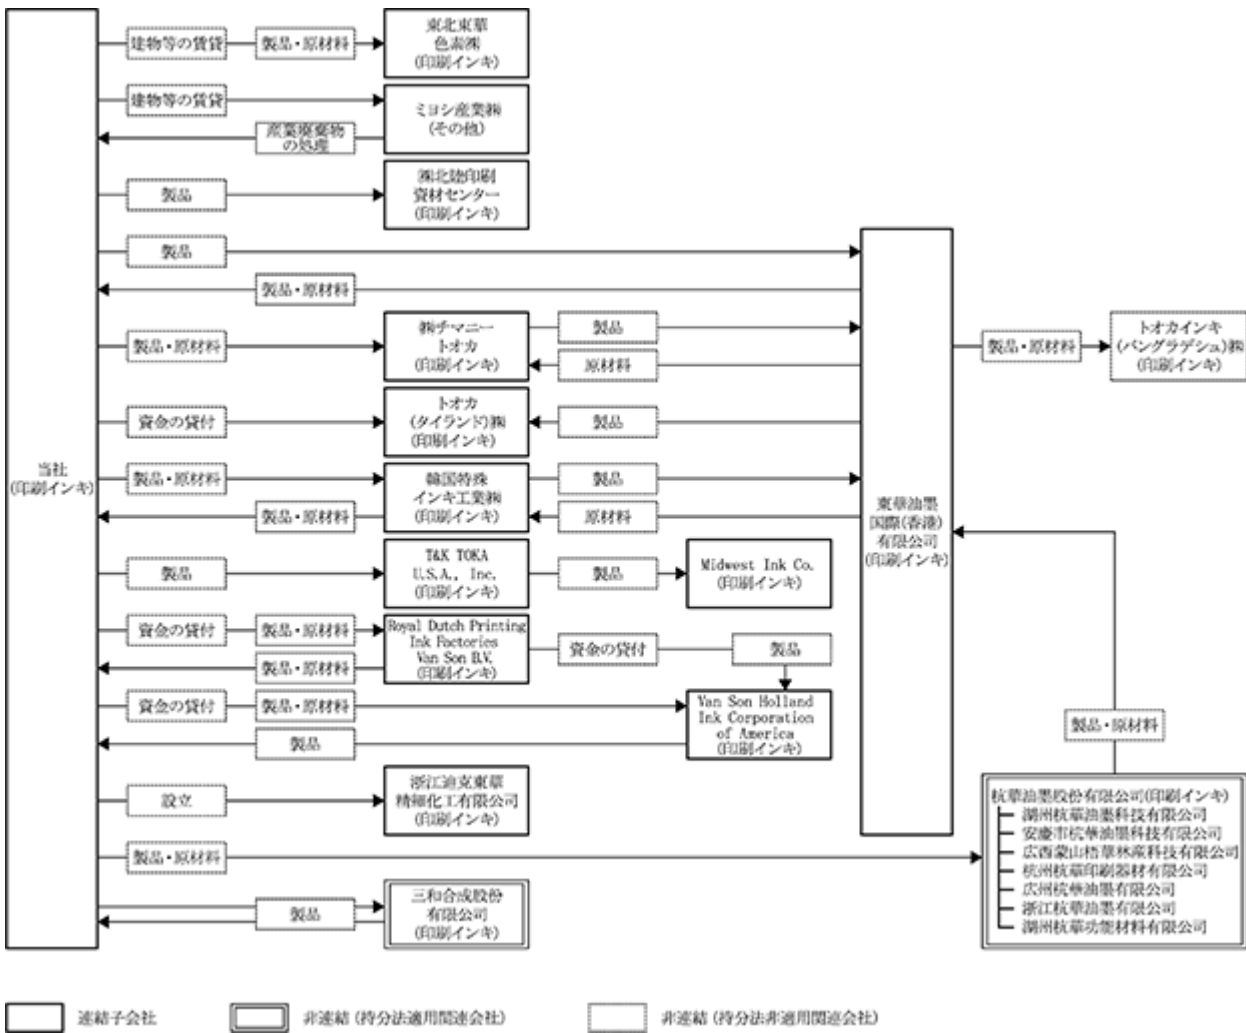 当社
(印刷インキ)
建物等の賃貸
製品・原材料
東北東華
色素㈱
(印刷インキ)
建物等の賃貸
ミヨシ産業㈱
(その他)
産業廃棄物
の処理
製品
㈱北陸印刷
資材センター
(印刷インキ)
製品
製品・原材料
製品・原材料
㈱チマニー
トオカ
(印刷インキ)
製品
原材料
製品・原材料
トオカインキ
(バングラデシュ)㈱
(印刷インキ)
資金の貸付
トオカ
(タイランド)㈱
(印刷インキ)
製品
製品・原材料
製品・原材料
韓国特殊
インキ工業㈱
(印刷インキ)
製品
原材料
東華油墨
国際(香港)
有限公司
(印刷インキ)
製品
T&K TOKA
U.S.A., Inc.
(印刷インキ)
製品
Midwest Ink Co.
(印刷インキ)
資金の貸付
製品・原材料
製品・原材料
Royal Dutch Printing
Ink Factories
Van Son B.V.
(印刷インキ)
資金の貸付
製品
資金の貸付
製品・原材料
製品
Van Son Holland
Ink Corporation
of America
(印刷インキ)
製品・原材料
設立
浙江迪克東華
精細化工有限公司
(印刷インキ)
製品・原材料
杭華油墨股份有限公司(印刷インキ)
湖州杭華油墨科技有限公司
安慶市杭華油墨科技有限公司
広西蒙山梧華林産科技有限公司
杭州杭華印刷器材有限公司
広州杭華油墨有限公司
浙江杭華油墨有限公司
湖州杭華功能材料有限公司
製品
三和合成股份
有限公司
(印刷インキ)
連結子会社
非連結(持分法適用関連会社)
非連結(持分法非適用関連会社)